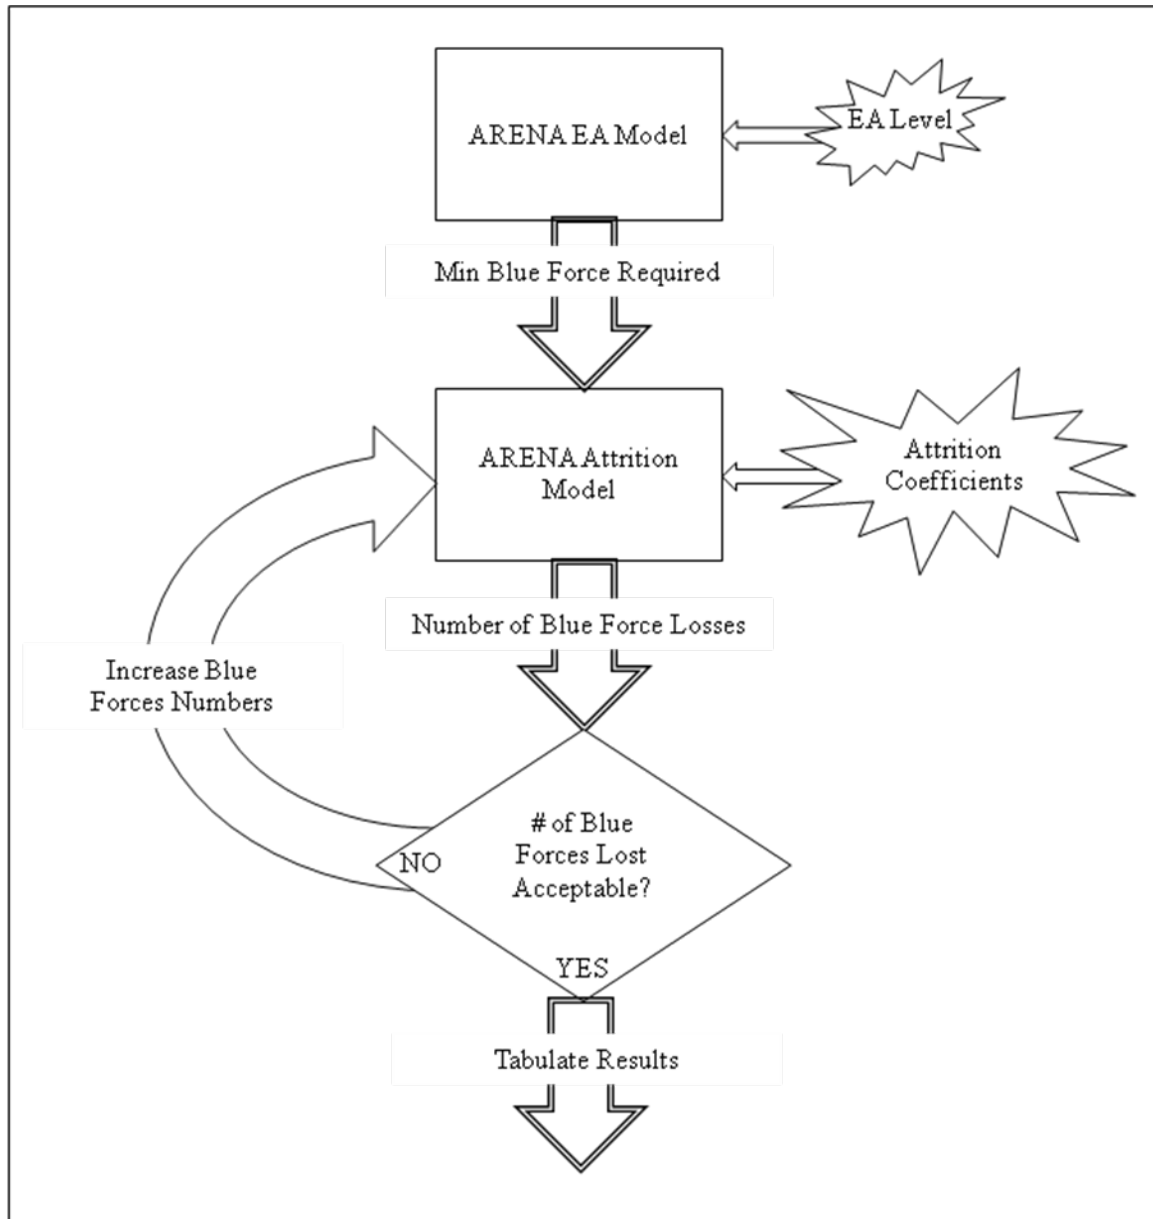 ARENA EA Model
EA Level
Min Blue Force Required
ARENA Attrition
Model
Attrition
Coefficients
Number of Blue Force Losses
Increase Blue
Forces Numbers
# of Blue
Forces Lost
Acceptable?
NO
YES
Tabulate Results